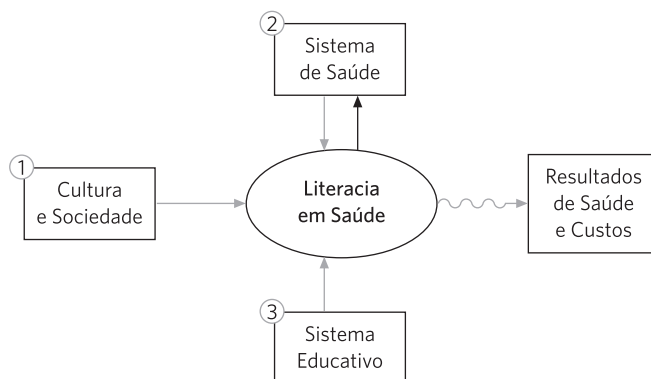 2
Sistema
de Saúde
1
Cultura
e Sociedade
Literacia
em Saúde
Resultados
de Saúde
e Custos
3
Sistema
Educativo